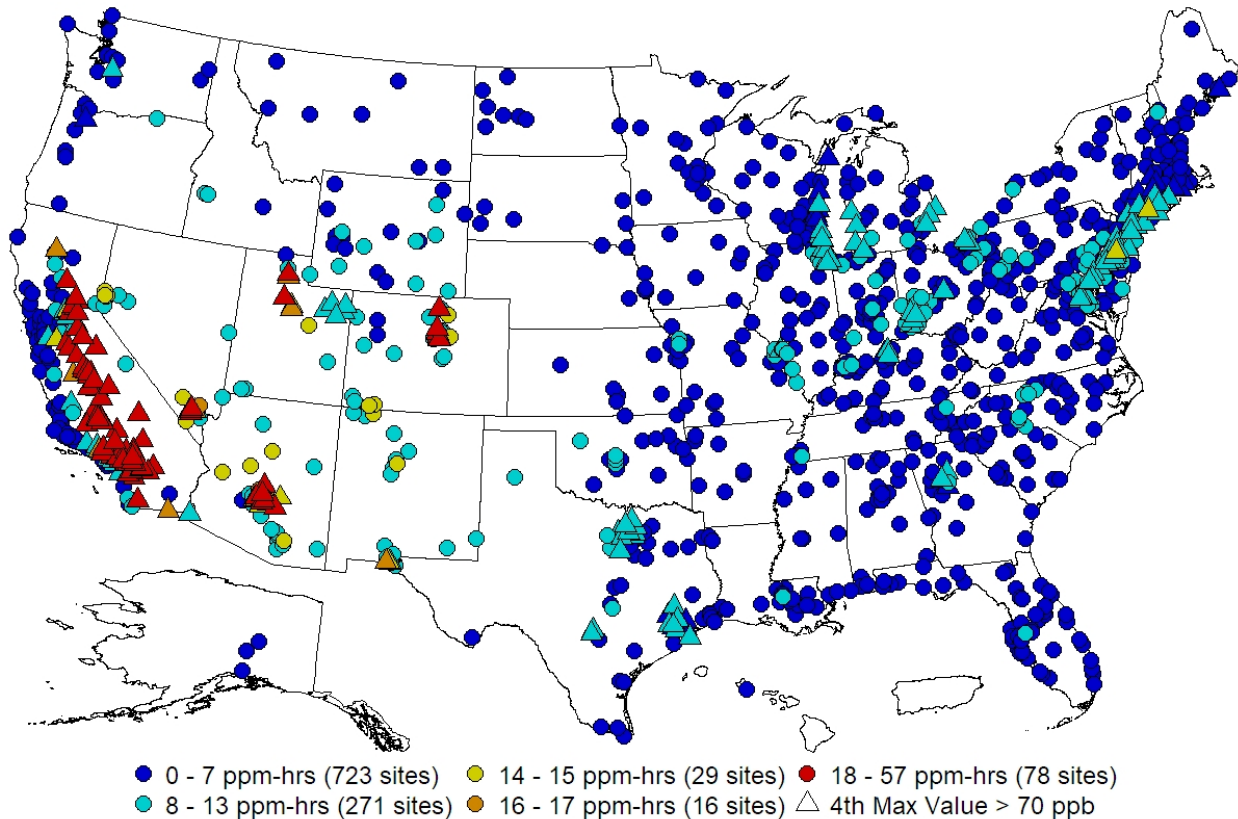 0 - 7 ppm-hrs (723 sites) 14 - 15 ppm-hrs (29 sites) 18 - 57 ppm-hrs (78 sites)
8 - 13 ppm-hrs (271 sites) 16 - 17 ppm-hrs (16 sites) 4th Max Value > 70 ppb